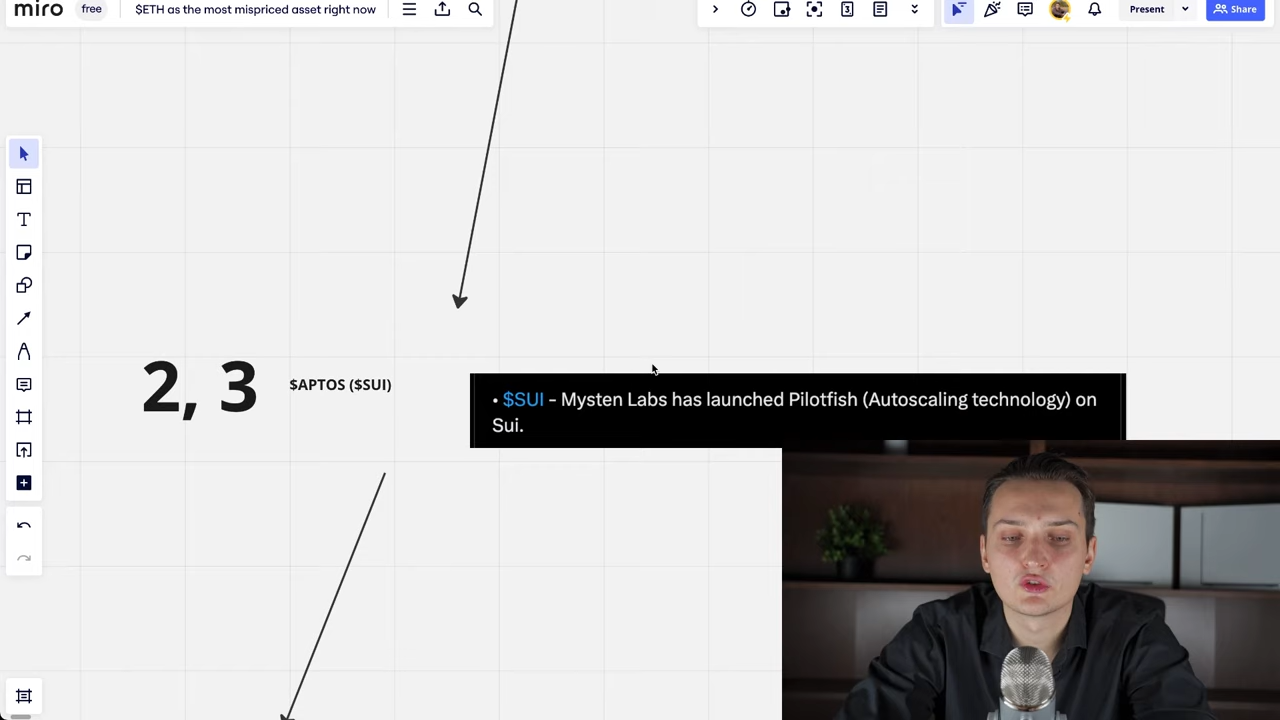 miro free $ETH as the most mispriced asset right now
3 Present Share
2, 3 $APTOS ($SUI)
• $SUI - Mysten Labs has launched Pilotfish (Autoscaling technology) on
Sui.